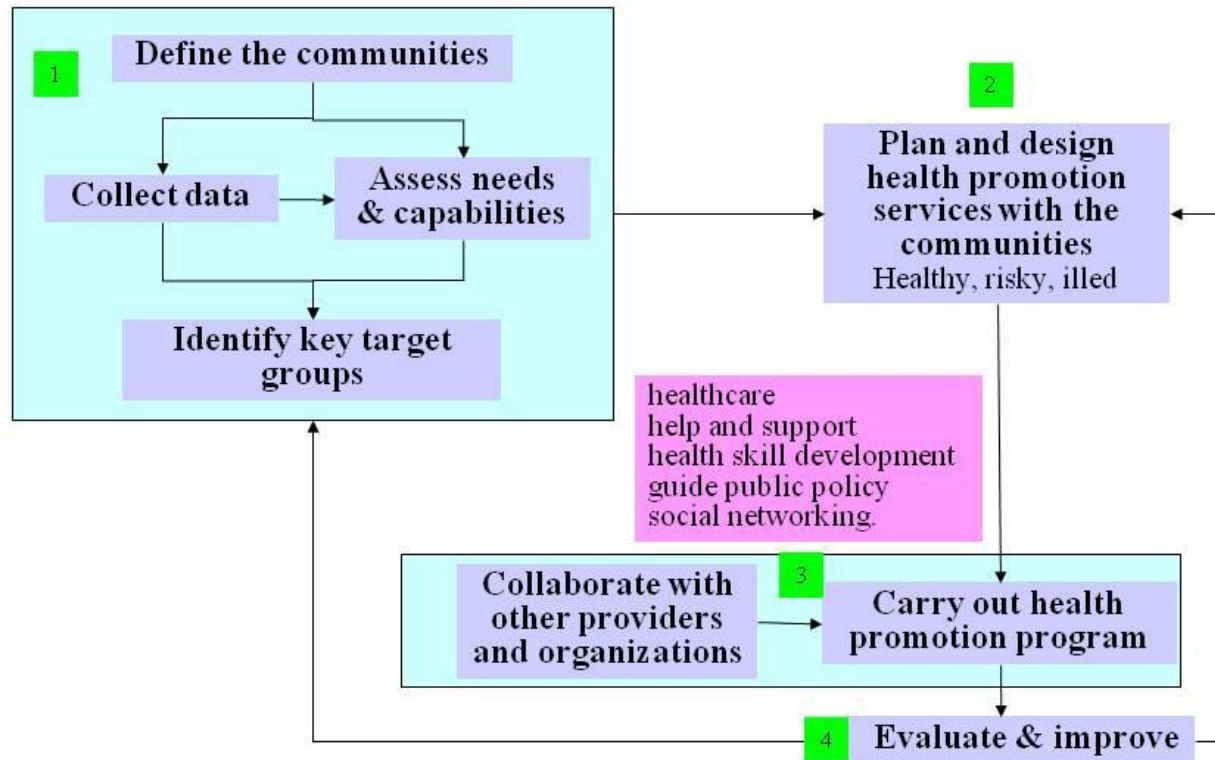 1
Define the communities
Collect data
Assess needs
& capabilities
Identify key target
groups
2
Plan and design
health promotion
services with the
communities
Healthy, risky, illed
healthcare
help and support
health skill development
guide public policy
social networking.
3
Collaborate with
other providers
and organizations
Carry out health
promotion program
4
Evaluate & improve